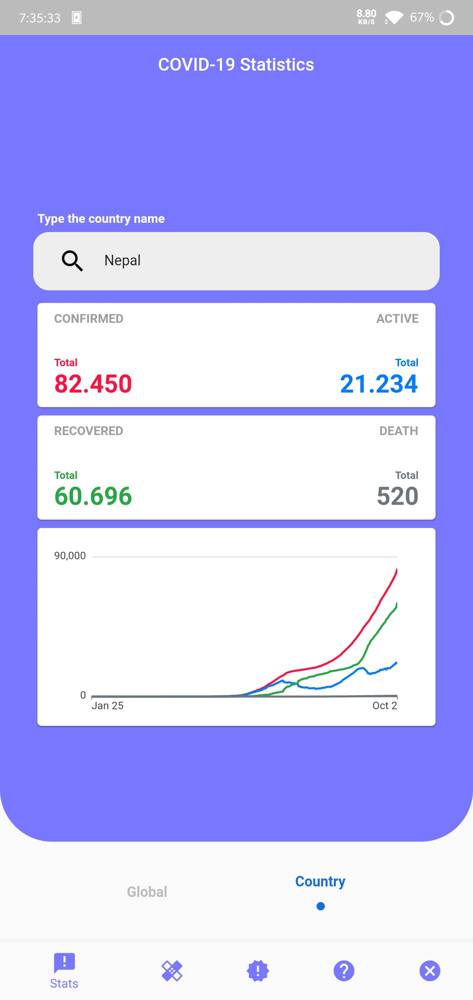 7:35:33 K 8.80 KB/S 67%
COVID-19 Statistics
Type the country name
Nepal
CONFIRMED ACTIVE
Total Total
82.450 21.234
RECOVERED DEATH
Total Total
60.696 520
90,000
0
Jan 25 Oct 2
Global Country
Stats